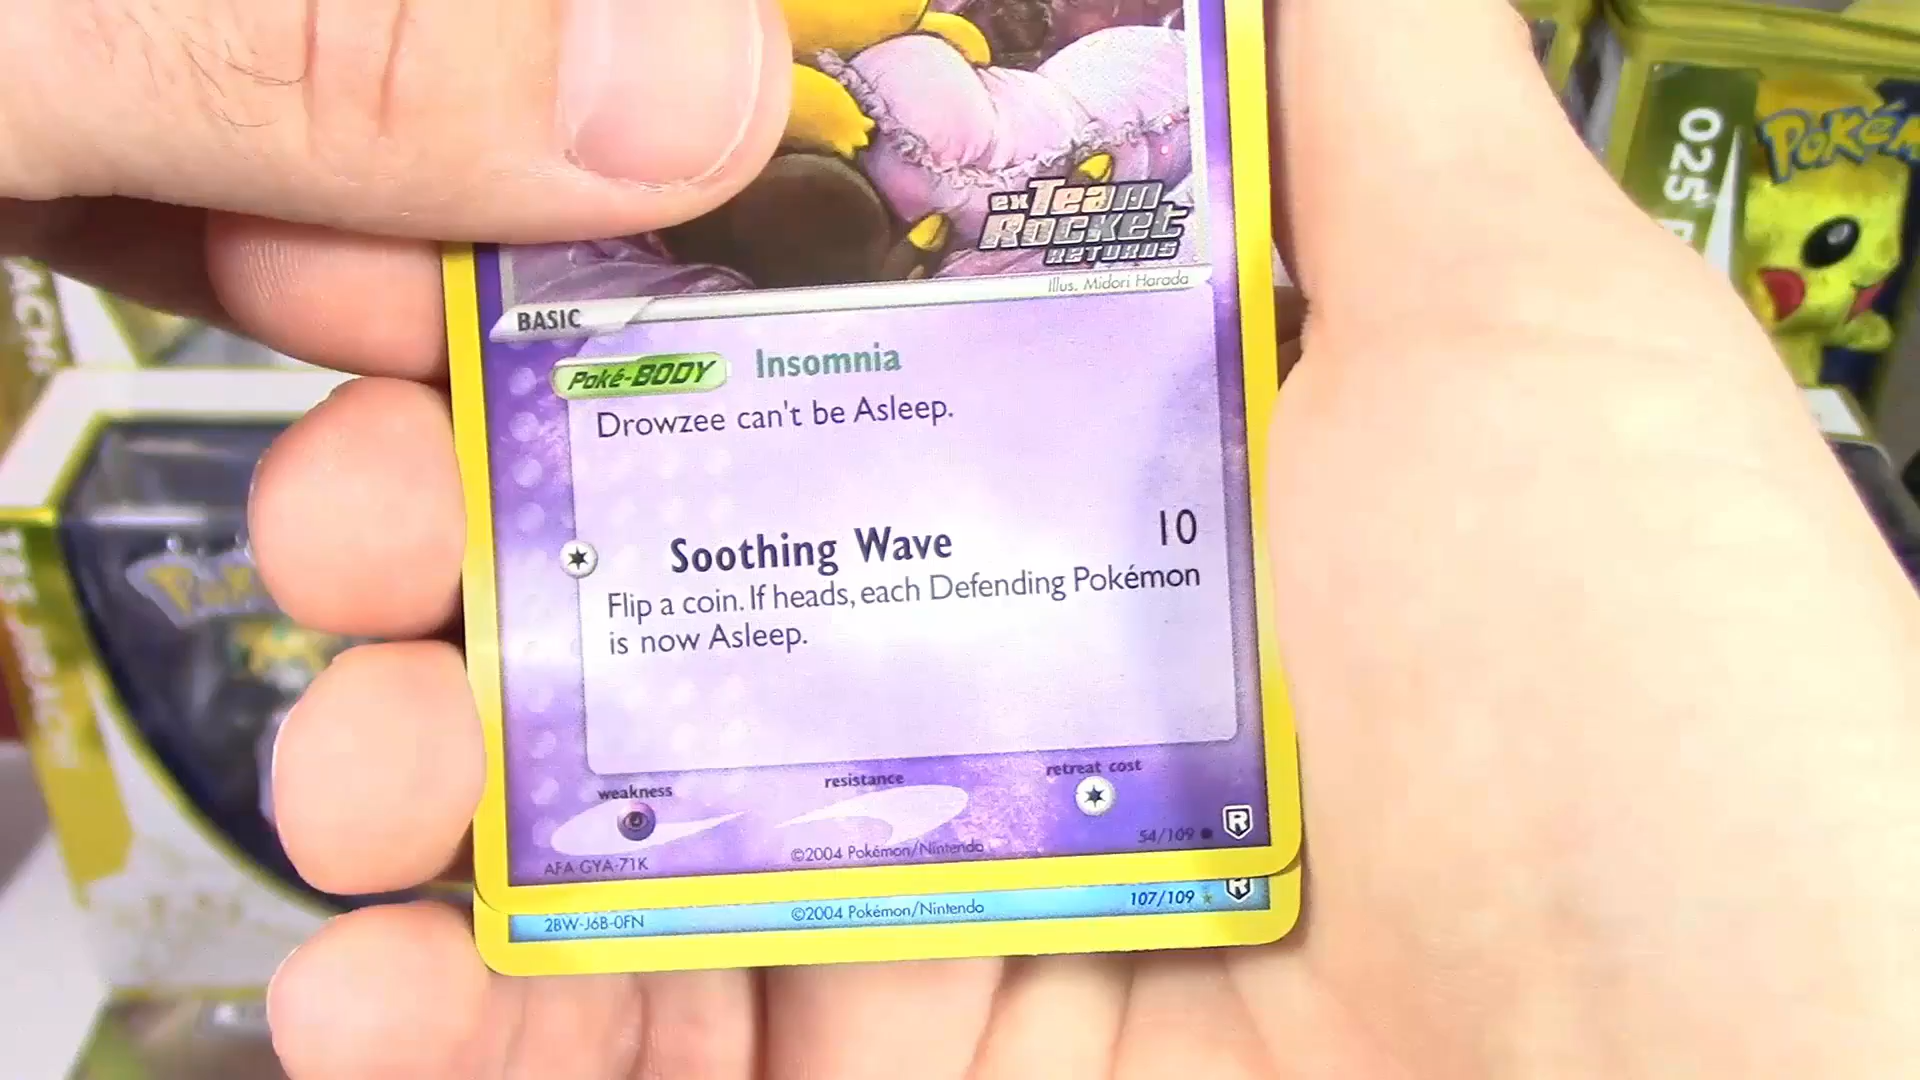 ex Team
Rocket
RETURNS
Illus. Midori Harada
BASIC
Poké-BODY Insomnia
Drowzee can't be Asleep.
Soothing Wave 10
Flip a coin. If heads, each Defending Pokémon
is now Asleep.
weakness resistance retreat cost
54/109 R
AFA-GYA-71K ©2004 Pokémon/Nintendo
2BW-J6B-0FN ©2004 Pokémon/Nintendo 107/109 R
025
Pokém